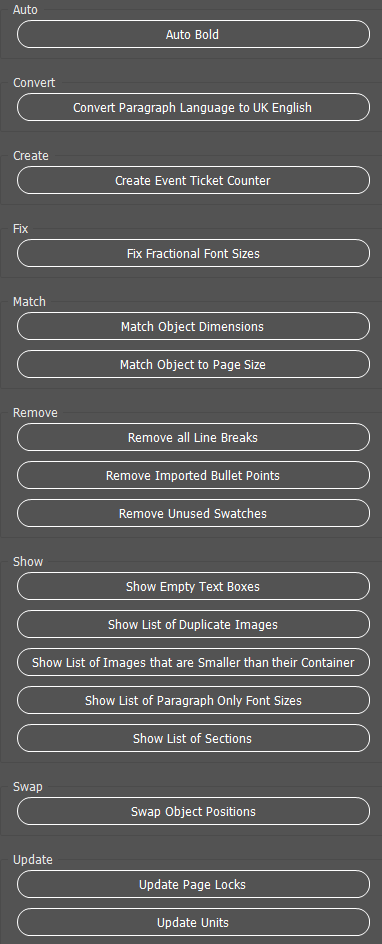 Auto
Auto Bold
Convert
Convert Paragraph Language to UK English
Create
Create Event Ticket Counter
Fix
Fix Fractional Font Sizes
Match
Match Object Dimensions
Match Object to Page Size
Remove
Remove all Line Breaks
Remove Imported Bullet Points
Remove Unused Swatches
Show
Show Empty Text Boxes
Show List of Duplicate Images
Show List of Images that are Smaller than their Container
Show List of Paragraph Only Font Sizes
Show List of Sections
Swap
Swap Object Positions
Update
Update Page Locks
Update Units